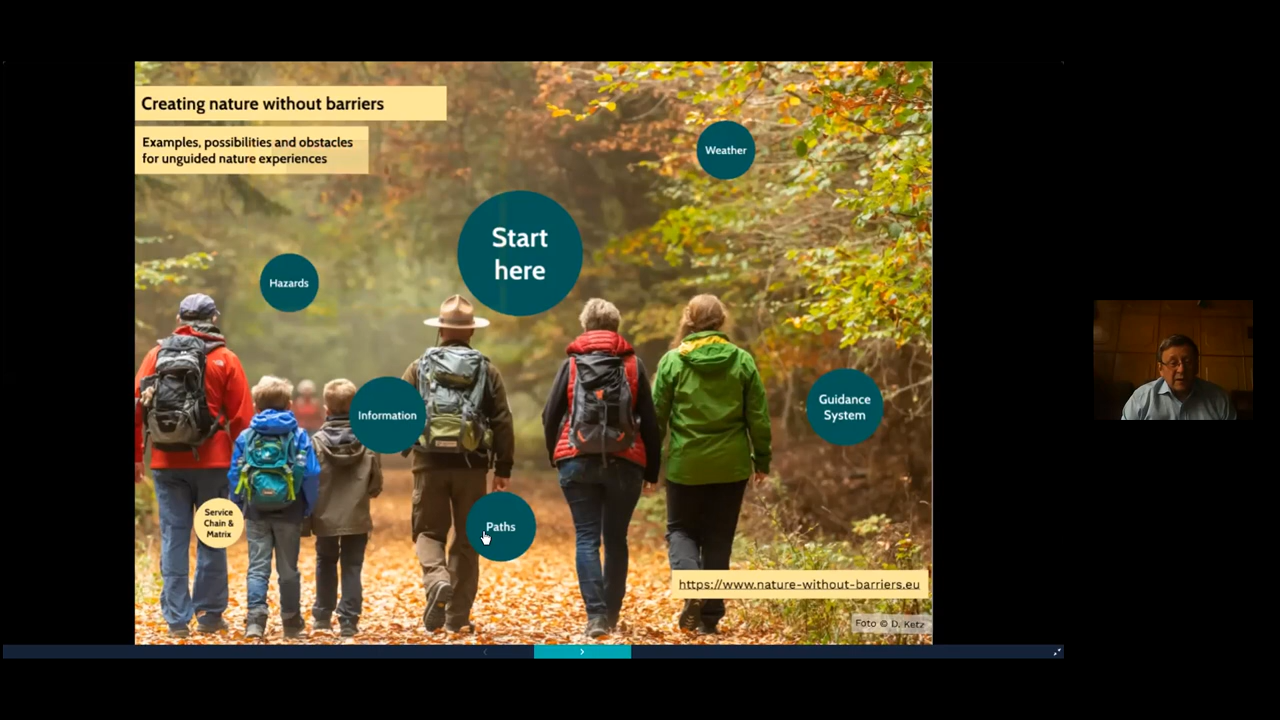 Creating nature without barriers
Examples, possibilities and obstacles
for unguided nature experiences
Weather
Start
here
Hazards
Information
Guidance
System
Service
Chain &
Matrix
Paths
https://www.nature-without-barriers.eu
Foto © D. Ketz